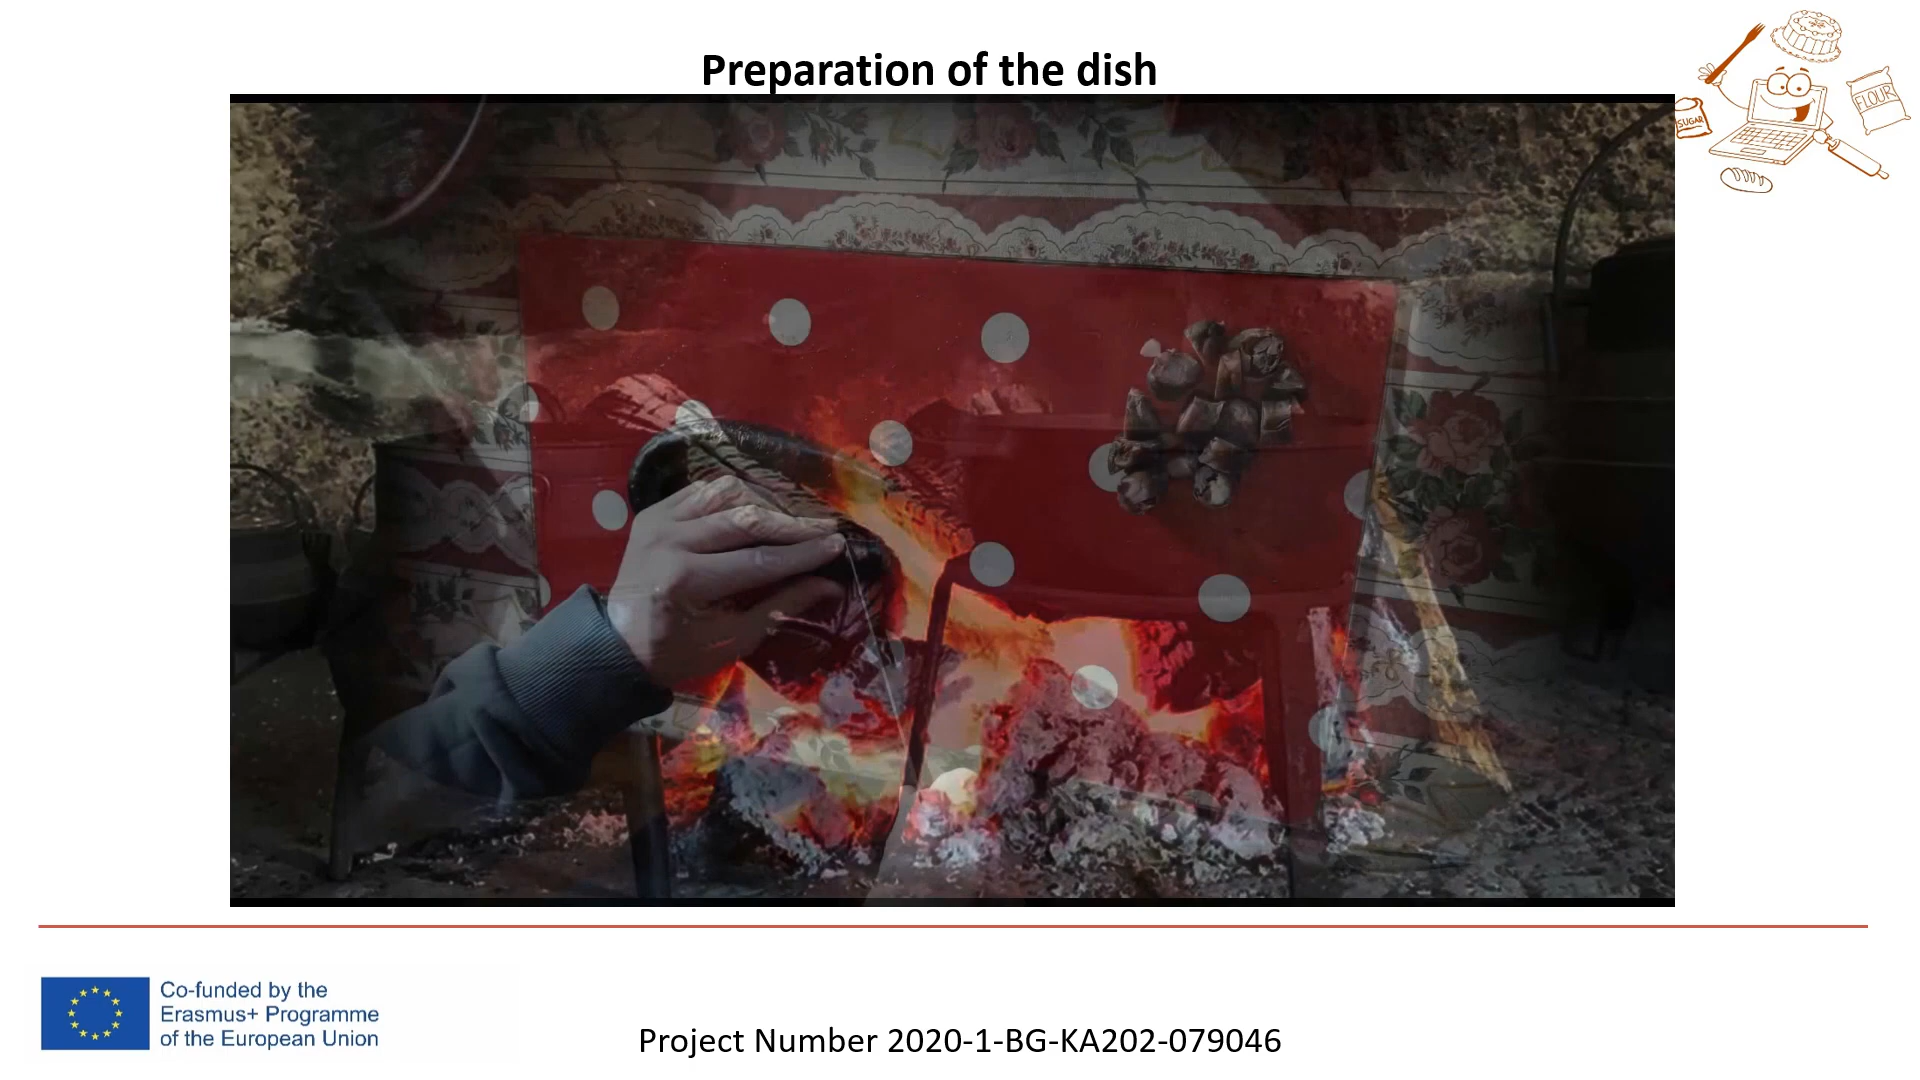 Preparation of the dish
SUGAR
FLOUR
Co-funded by the
Erasmus+ Programme
of the European Union
Project Number 2020-1-BG-KA202-079046